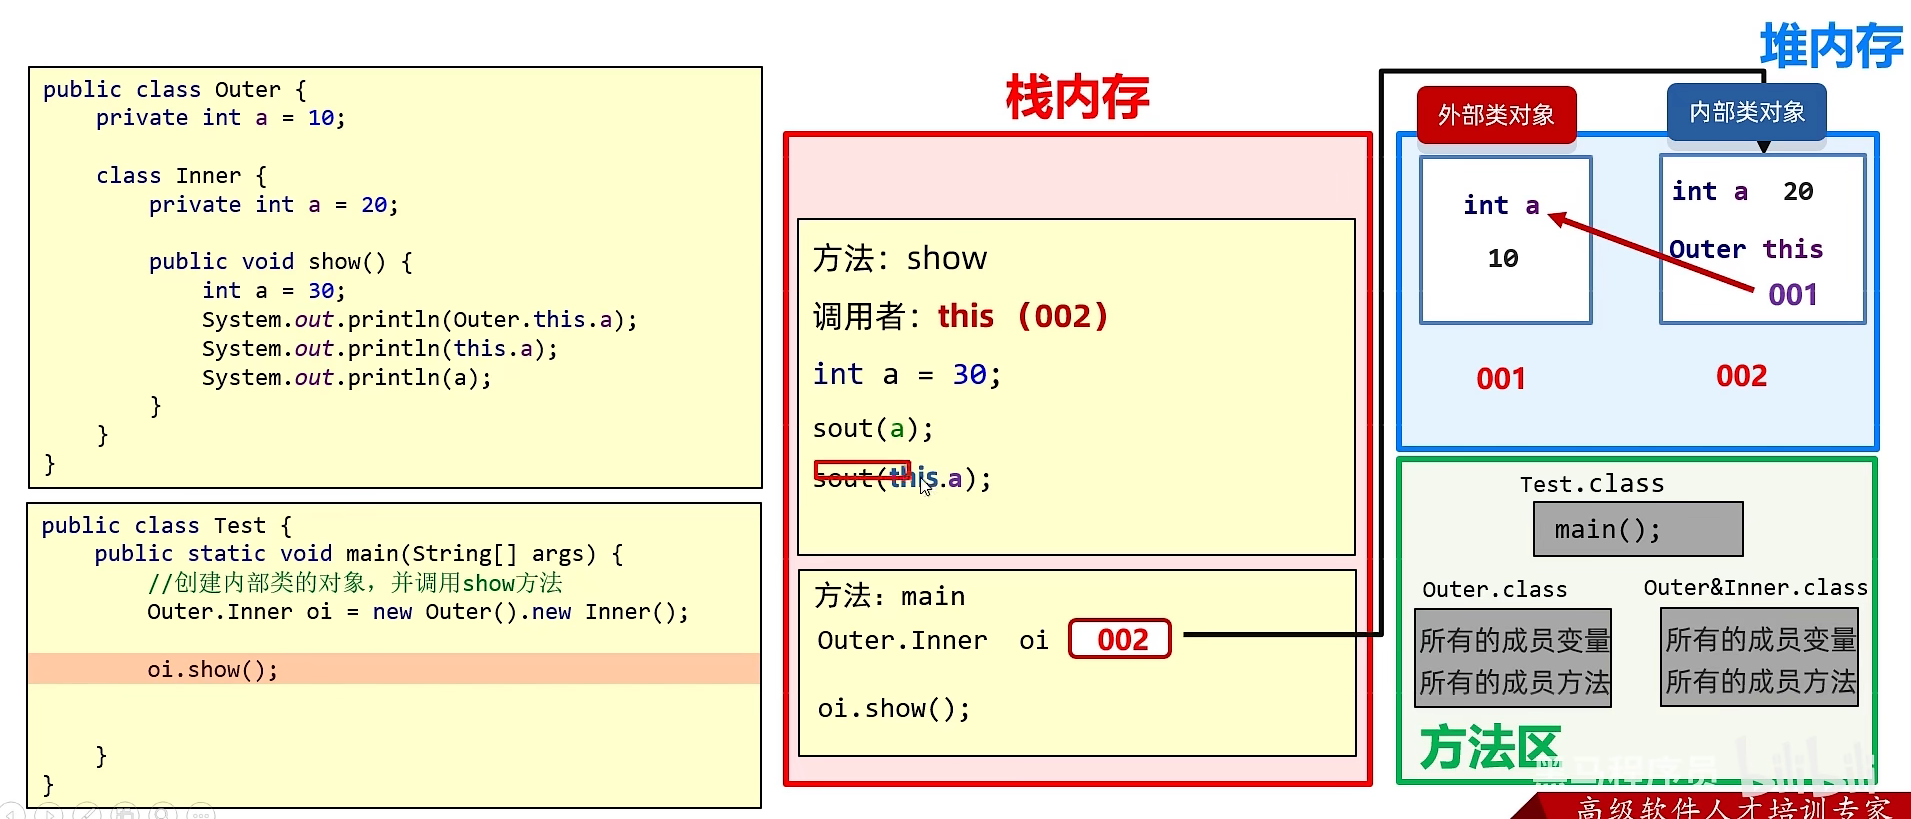 public class Outer {
private int a = 10;
class Inner {
private int a = 20;
public void show() {
int a = 30;
System.out.println(Outer.this.a);
System.out.println(this.a);
System.out.println(a);
}
}
}
public class Test {
public static void main(String[] args) {
//创建内部类的对象，并调用show方法
Outer.Inner oi = new Outer().new Inner();
oi.show();
}
}
栈内存
方法：show
调用者：this（002）
int a = 30;
sout(a);
sout(this.a);
方法：main
Outer.Inner oi 002
oi.show();
堆内存
外部类对象
int a
10
001
内部类对象
int a 20
Outer this
001
002
Test.class
main();
Outer.class
所有的成员变量
所有的成员方法
Outer&Inner.class
所有的成员变量
所有的成员方法
方法区
黑马程序员 bilibili
高级软件人才培训专家